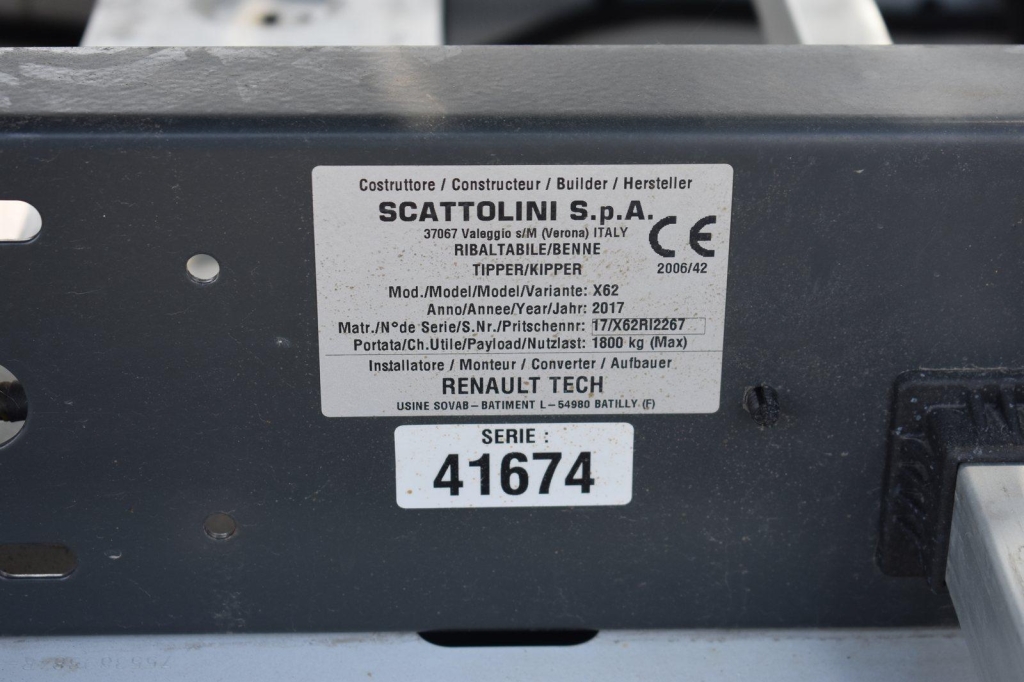 Costruttore / Constructeur / Builder / Hersteller
SCATTOLINI S.p.A.
37067 Valeggio s/M (Verona) ITALY
RIBALTABILE/BENNE
TIPPER/KIPPER
CE
2006/42
Mod./Model/Model/Variante: X62
Anno/Annee/Year/Jahr: 2017
Matr./N°de Serie/S.Nr./Pritschennr: 17/X62RI2267
Portata/Ch.Utile/Payload/Nutzlast: 1800 kg (Max)
Installatore / Monteur / Converter / Aufbauer
RENAULT TECH
USINE SOVAB-BATIMENT L-54980 BATILLY (F)
SERIE :
41674